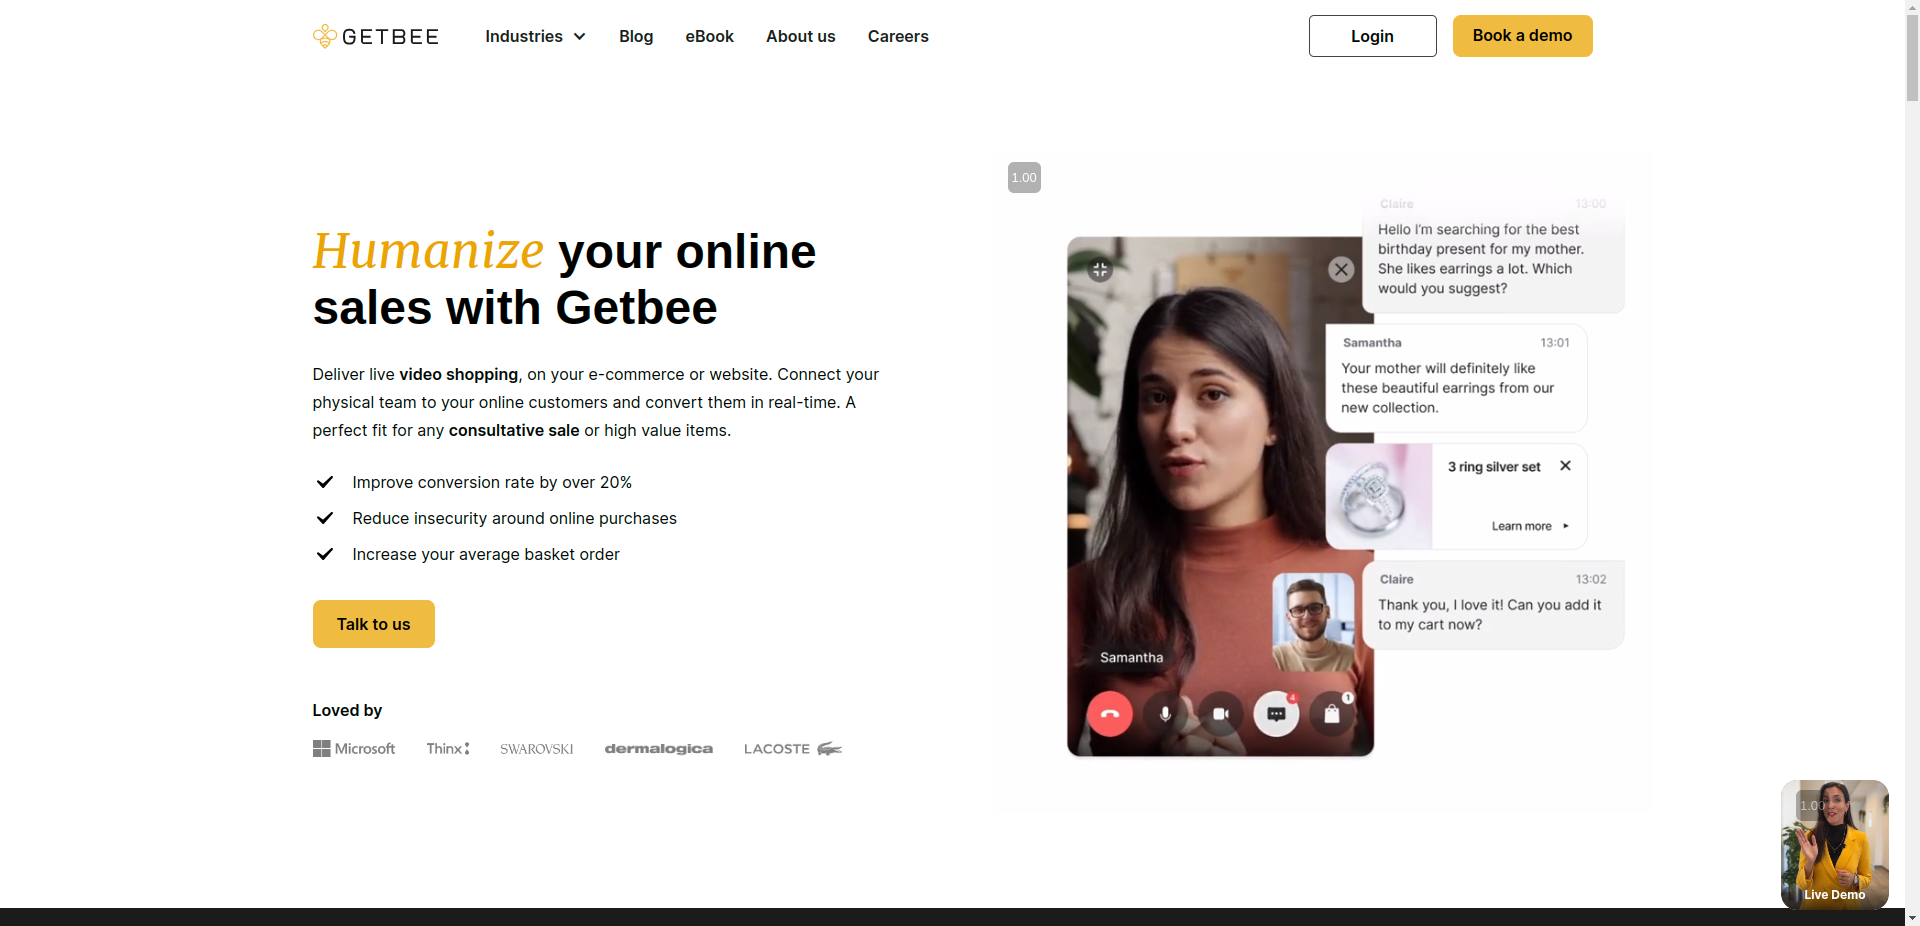 GETBEE
Industries
Blog
eBook
About us
Careers
Login
Book a demo
Humanize your online
sales with Getbee
Deliver live video shopping, on your e-commerce or website. Connect your
physical team to your online customers and convert them in real-time. A
perfect fit for any consultative sale or high value items.
Improve conversion rate by over 20%
Reduce insecurity around online purchases
Increase your average basket order
Talk to us
Loved by
Microsoft
Thinx
SWAROVSKI
dermalogica
LACOSTE
1.00
Claire 13:00
Hello I'm searching for the best
birthday present for my mother.
She likes earrings a lot. Which
would you suggest?
Samantha 13:01
Your mother will definitely like
these beautiful earrings from our
new collection.
3 ring silver set
Learn more
Claire 13:02
Thank you, I love it! Can you add it
to my cart now?
Samantha
4
1
1.00
Live Demo